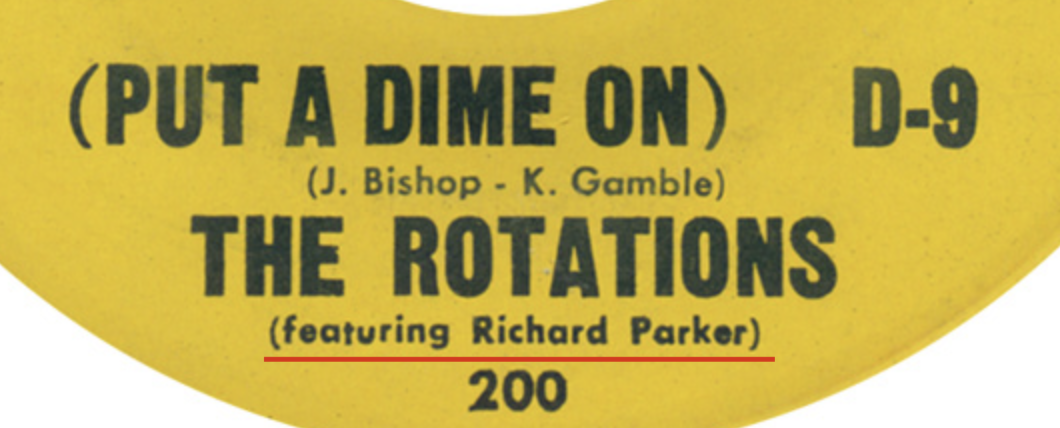 (PUT A DIME ON) D-9
(J. Bishop - K. Gamble)
THE ROTATIONS
(featuring Richard Parker)
200